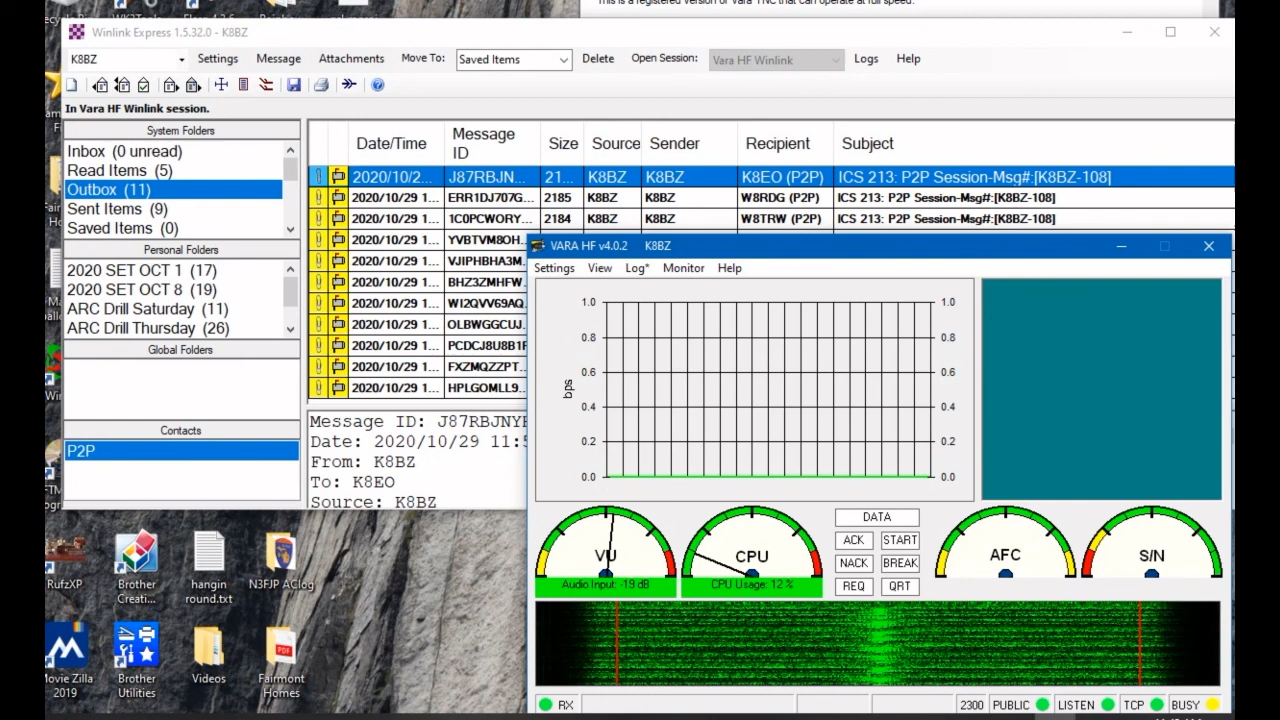 This is a registered version of Vara TNC that can operate at full speed.
Winlink Express 1.5.32.0 - K8BZ
K8BZ Settings Message Attachments Move To: Saved Items Delete Open Session: Vara HF Winlink Logs Help
In Vara HF Winlink session.
System Folders
Inbox (0 unread)
Read Items (5)
Outbox (11)
Sent Items (9)
Saved Items (0)
Personal Folders
2020 SET OCT 1 (17)
2020 SET OCT 8 (19)
ARC Drill Saturday (11)
ARC Drill Thursday (26)
Global Folders
Contacts
P2P
Date/Time Message ID Size Source Sender Recipient Subject
2020/10/2... J87RBJN... 21... K8BZ K8BZ K8EO (P2P) ICS 213: P2P Session-Msg#:[K8BZ-108]
2020/10/29 1... ERR1DJ707G... 2185 K8BZ K8BZ W8RDG (P2P) ICS 213: P2P Session-Msg#:[K8BZ-108]
2020/10/29 1... 1C0PCWORY... 2184 K8BZ K8BZ W8TRW (P2P) ICS 213: P2P Session-Msg#:[K8BZ-108]
2020/10/29 1... YVBTVM8OH..
2020/10/29 1... VJIPHBHA3M
2020/10/29 1... BHZ3ZMHFW
2020/10/29 1... WI2QVV69AQ
2020/10/29 1... OLBWGGCUJ
2020/10/29 1... PCDCJ8U8B1
2020/10/29 1... FXZMQZZPT..
2020/10/29 1... HPLGOMLL9..
Message ID: J87RBJNY
Date: 2020/10/29 11:5
From: K8BZ
To: K8EO
Source: K8BZ
VARA HF v4.0.2 K8BZ
Settings View Log* Monitor Help
1.0 1.0
0.8 0.8
0.6 0.6
bps
0.4 0.4
0.2 0.2
0.0 0.0
VU
Audio Input: -19 dB
CPU
CPU Usage: 12 %
DATA
ACK START
NACK BREAK
REQ QRT
AFC
S/N
RX 2300 PUBLIC LISTEN TCP BUSY
RufzXP
Brother Creati...
hangin round.txt
N3FJP AClog
Movie Zilla 2019
Brother Utilities
Videos
Fairmont Homes